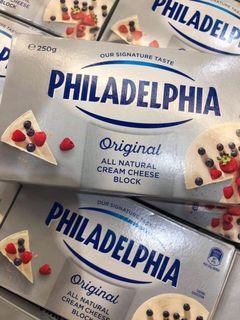 OUR SIGNATURE TASTE
℮ 250g
PHILADELPHIA
Original
ALL NATURAL
CREAM CHEESE
BLOCK
OUR SIGNATURE TASTE
PHILADELPHIA
Original
ALL NATURAL
CREAM CHEESE
BLOCK